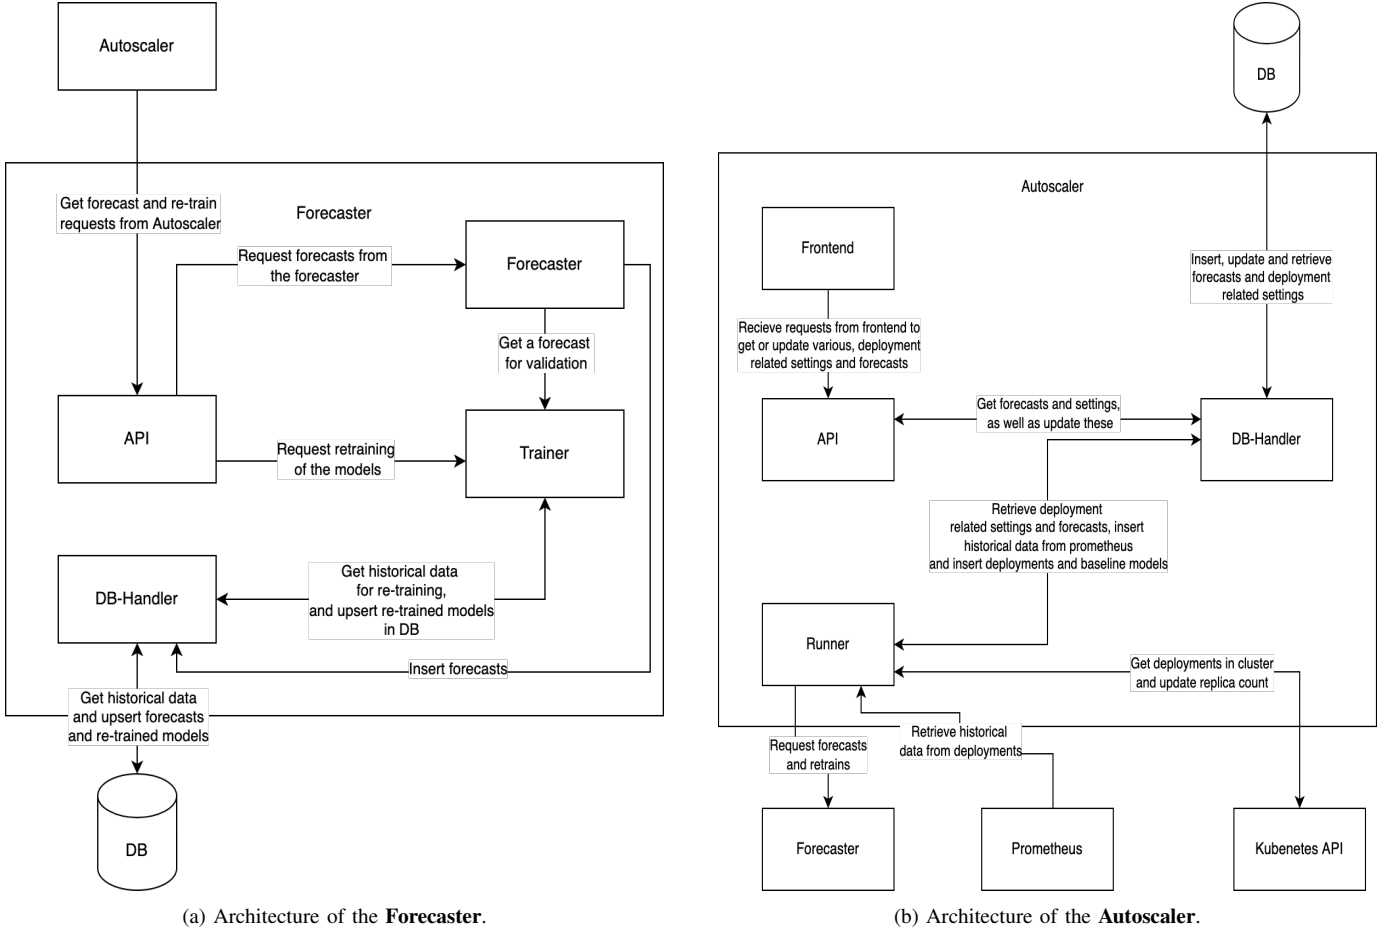 Autoscaler
Get forecast and re-train
requests from Autoscaler
Forecaster
Request forecasts from
the forecaster
Forecaster
Get a forecast
for validation
API
Request retraining
of the models
Trainer
DB-Handler
Get historical data
for re-training,
and upsert re-trained models
in DB
Insert forecasts
Get historical data
and upsert forecasts
and re-trained models
DB
(a) Architecture of the Forecaster.
DB
Autoscaler
Frontend
Insert, update and retrieve
forecasts and deployment
related settings
Recieve requests from frontend to
get or update various, deployment
related settings and forecasts
API
Get forecasts and settings,
as well as update these
DB-Handler
Retrieve deployment
related settings and forecasts, insert
historical data from prometheus
and insert deployments and baseline models
Runner
Get deployments in cluster
and update replica count
Retrieve historical
data from deployments
Request forecasts
and retrains
Forecaster
Prometheus
Kubenetes API
(b) Architecture of the Autoscaler.